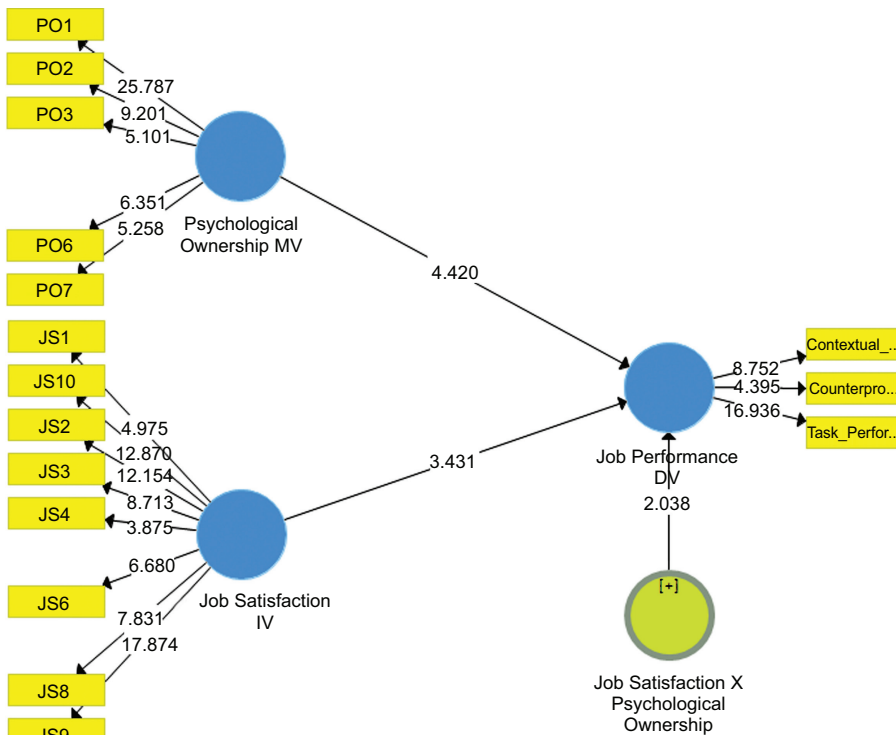 PO1
PO2
PO3
25.787
9.201
5.101
6.351
5.258
PO6
PO7
Psychological
Ownership MV
4.420
JS1
JS10
JS2
JS3
JS4
JS6
JS8
JS9
4.975
12.870
12.154
8.713
3.875
6.680
7.831
17.874
Job Satisfaction
IV
3.431
Job Performance
DV
2.038
8.752
4.395
16.936
Contextual_...
Counterpro...
Task_Perfor...
[+]
Job Satisfaction X
Psychological
Ownership